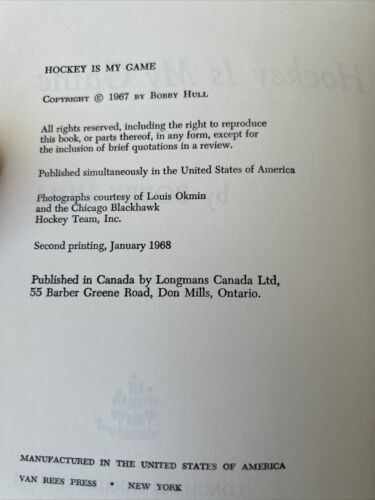 HOCKEY IS MY GAME
COPYRIGHT © 1967 BY BOBBY HULL
All rights reserved, including the right to reproduce
this book, or parts thereof, in any form, except for
the inclusion of brief quotations in a review.
Published simultaneously in the United States of America
Photographs courtesy of Louis Okmin
and the Chicago Blackhawk
Hockey Team, Inc.
Second printing, January 1968
Published in Canada by Longmans Canada Ltd,
55 Barber Greene Road, Don Mills, Ontario.
MANUFACTURED IN THE UNITED STATES OF AMERICA
VAN REES PRESS • NEW YORK